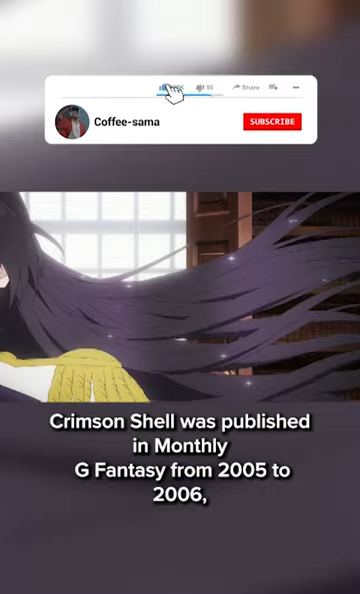 Share
Coffee-sama
SUBSCRIBE
Crimson Shell was published
in Monthly
G Fantasy from 2005 to
2006,